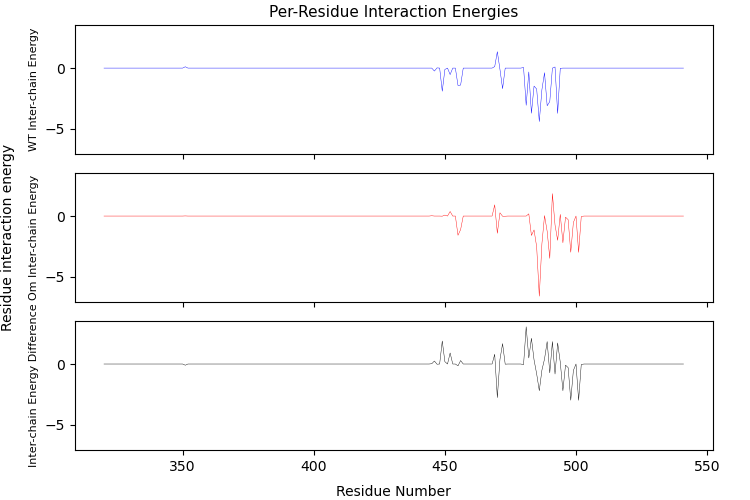 Per-Residue Interaction Energies
Residue interaction energy
WT Inter-chain Energy
0
−5
Om Inter-chain Energy
0
−5
Inter-chain Energy Difference
0
−5
350
400
450
500
550
Residue Number